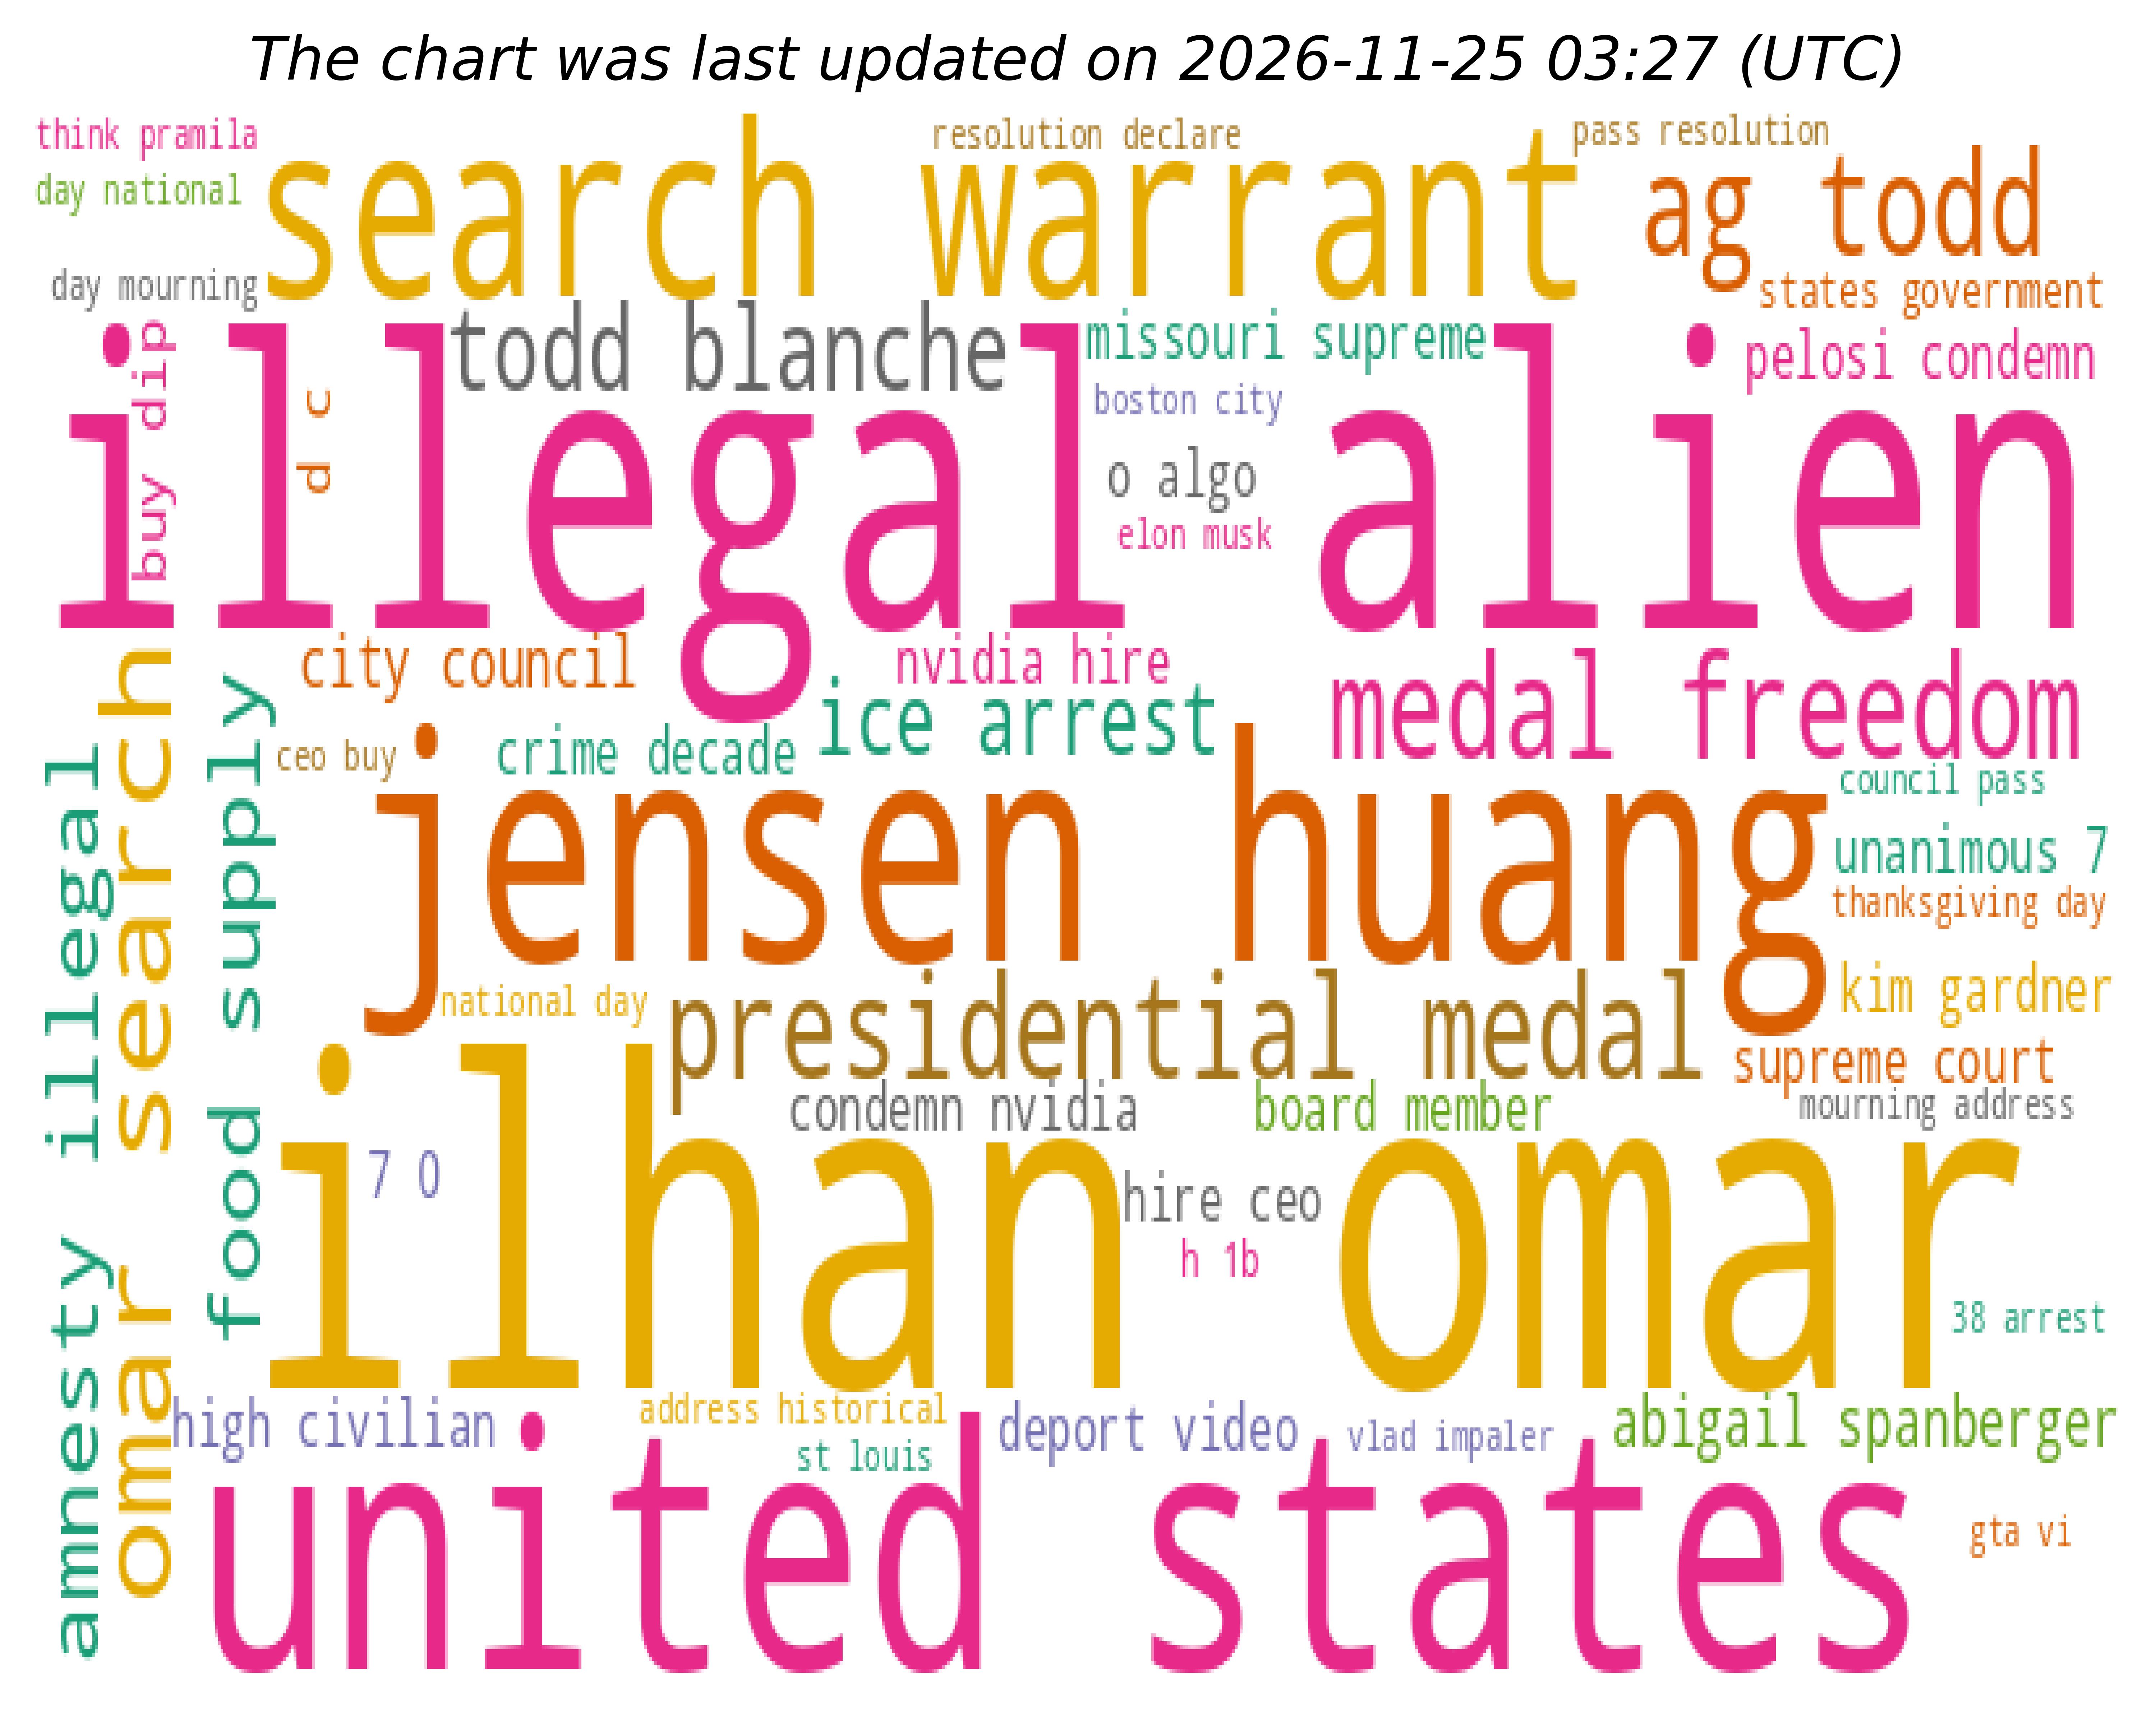 The chart was last updated on 2026-11-25 03:27 (UTC)
think pramila
resolution declare
pass resolution
day national
search warrant
ag todd
day mourning
states government
todd blanche
missouri supreme
pelosi condemn
buy dip
d c
illegal alien
boston city
o algo
elon musk
city council
nvidia hire
medal freedom
ice arrest
crime decade
ceo buy
council pass
jensen huang
unanimous 7
thanksgiving day
amnesty illegal
omar search
food supply
national day
presidential medal
kim gardner
supreme court
condemn nvidia
board member
mourning address
7 0
ilhan omar
hire ceo
h 1b
38 arrest
high civilian
address historical
deport video
vlad impaler
abigail spanberger
st louis
united states
gta vi